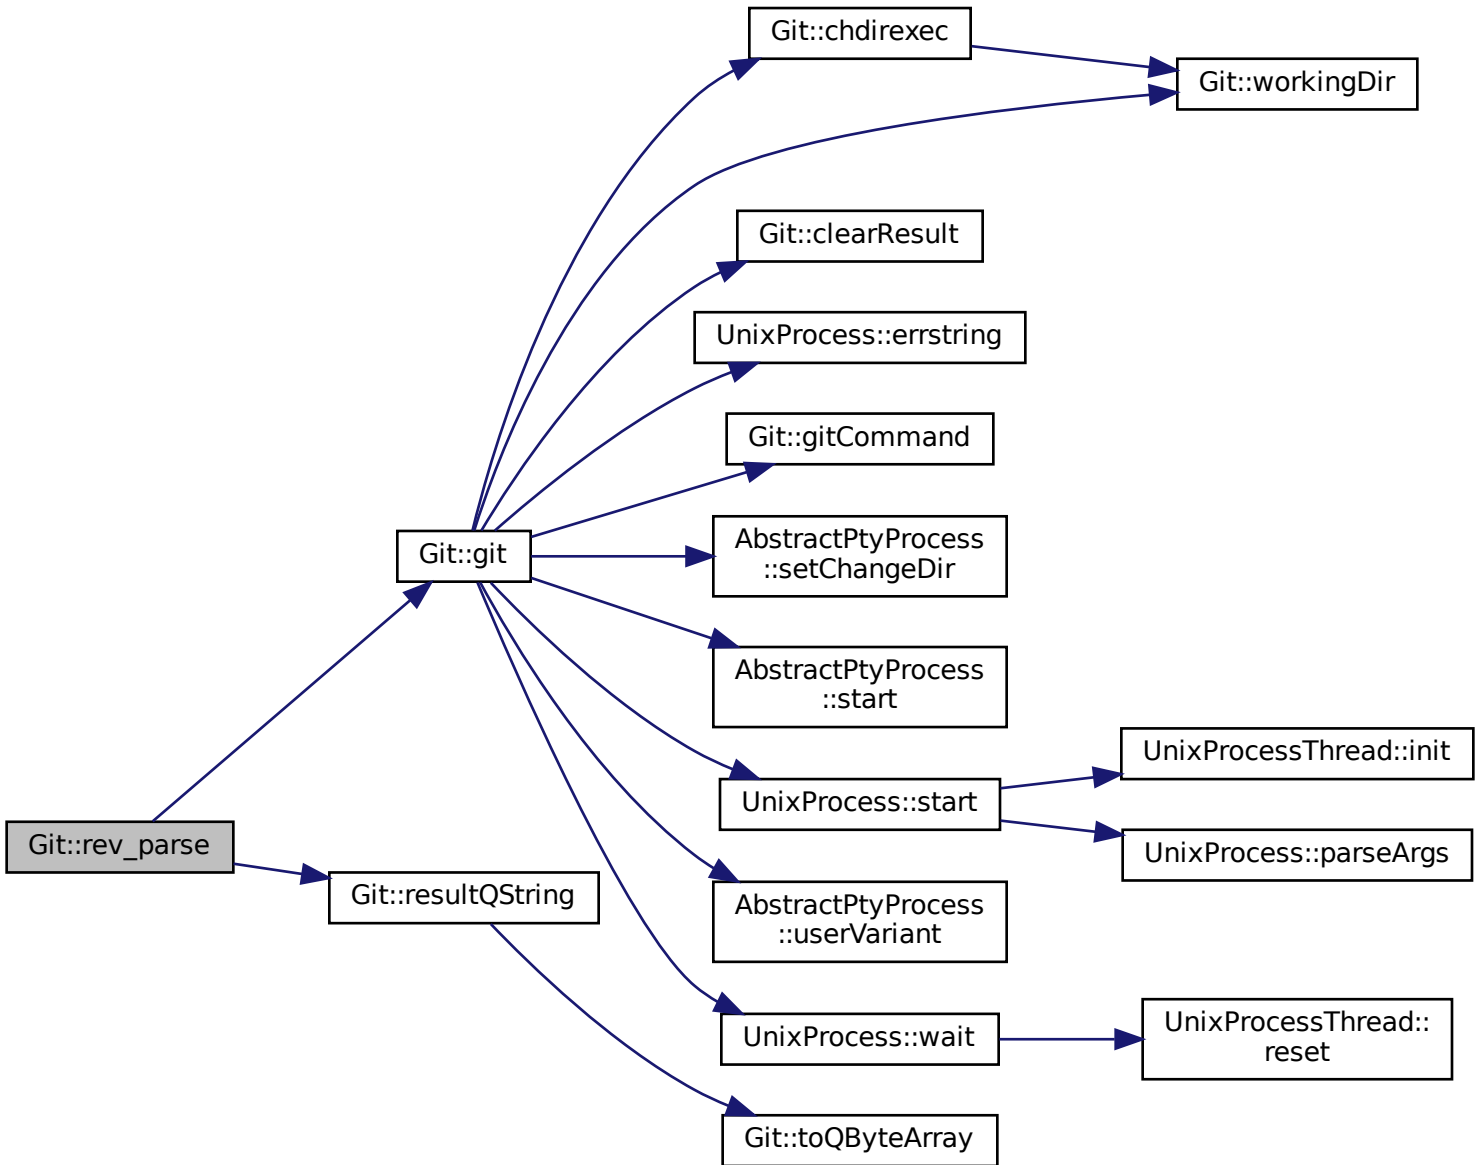 Git::chdirexec
Git::workingDir
Git::clearResult
UnixProcess::errstring
Git::gitCommand
Git::git
AbstractPtyProcess
::setChangeDir
AbstractPtyProcess
::start
UnixProcessThread::init
UnixProcess::start
Git::rev_parse
UnixProcess::parseArgs
Git::resultQString
AbstractPtyProcess
::userVariant
UnixProcess::wait
UnixProcessThread::
reset
Git::toQByteArray